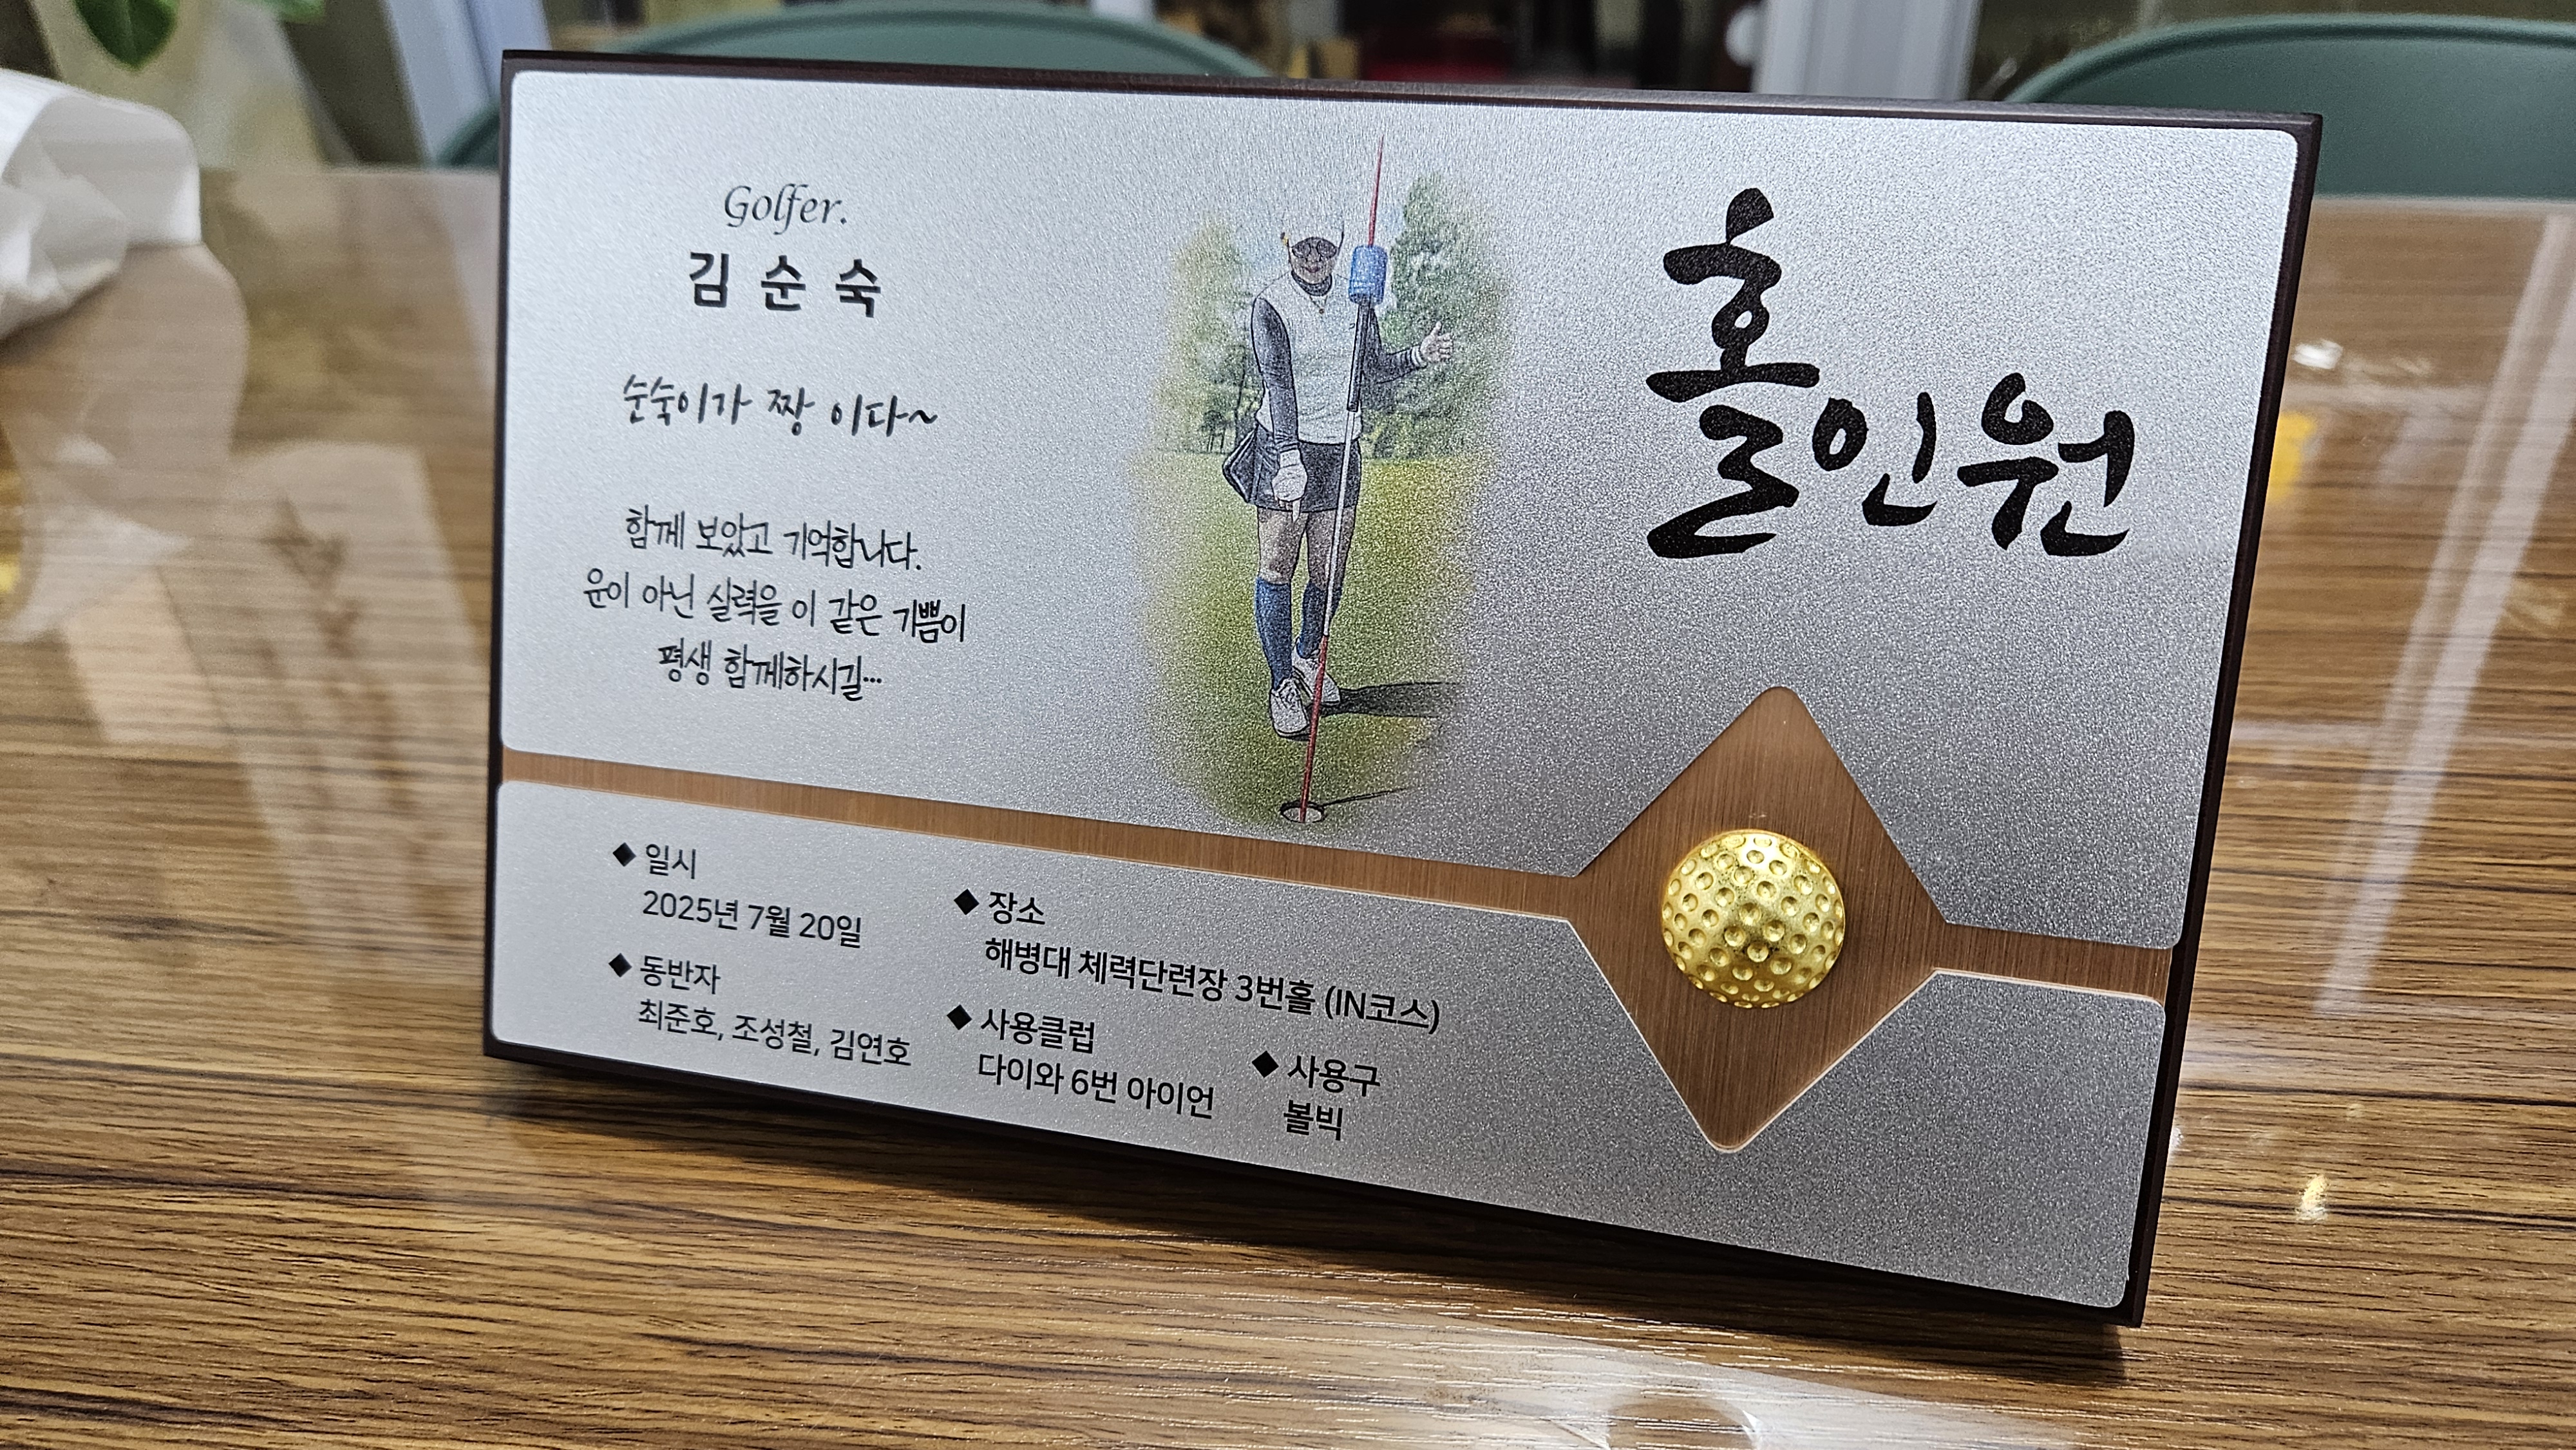 Golfer.
김 순 숙
순숙이가 짱 이다~
함께 보았고 기억합니다.
운이 아닌 실력을 이 같은 기쁨이
평생 함께하시길...
홀인원
◆ 일시
2025년 7월 20일
◆ 동반자
최준호, 조성철, 김연호
◆ 장소
해병대 체력단련장 3번홀 (IN코스)
◆ 사용클럽
다이와 6번 아이언
◆ 사용구
볼빅